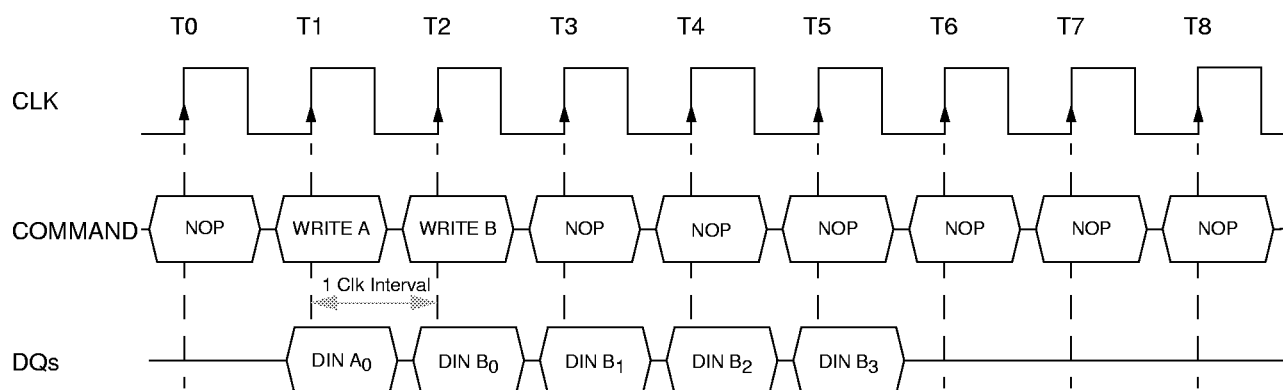 T0 T1 T2 T3 T4 T5 T6 T7 T8
CLK
COMMAND NOP WRITE A WRITE B NOP NOP NOP NOP NOP NOP
1 Clk Interval
DQs DIN A0 DIN B0 DIN B1 DIN B2 DIN B3